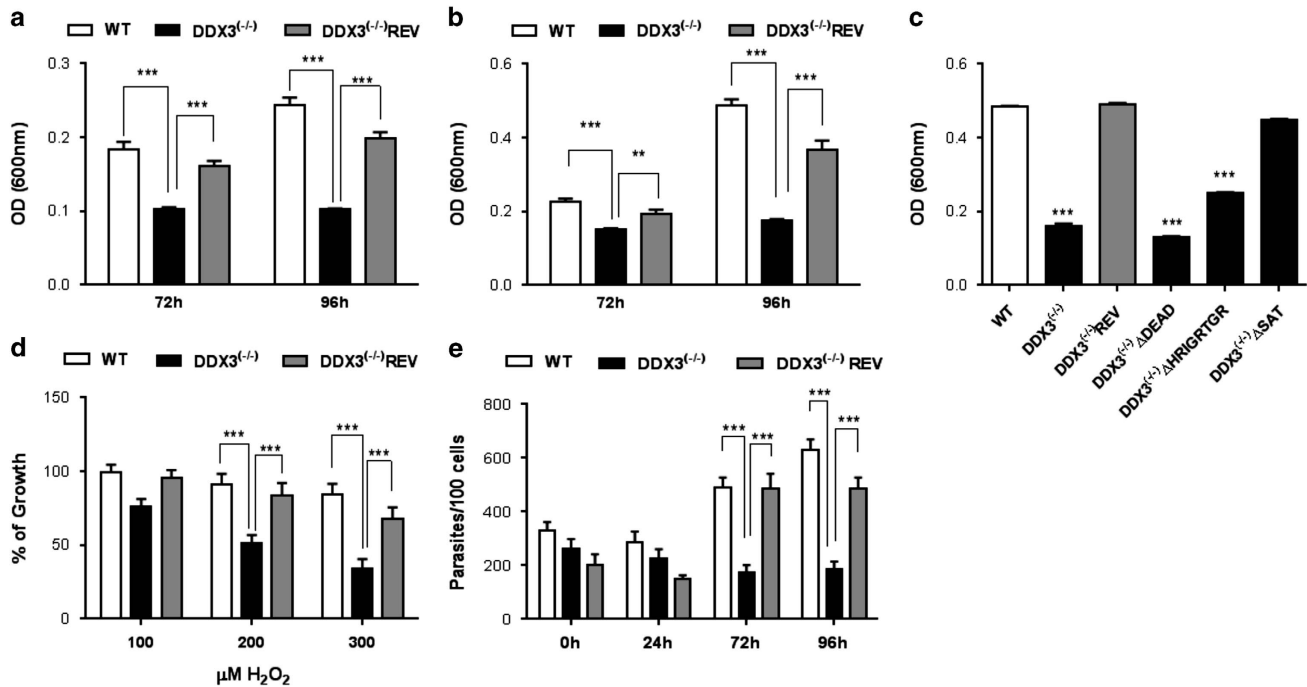 a
WT DDX3(-/-) DDX3(-/-)REV
OD (600nm)
0.3
0.2
0.1
0.0
*** *** *** ***
72h 96h
b
WT DDX3(-/-) DDX3(-/-)REV
OD (600nm)
0.6
0.4
0.2
0.0
*** ** *** ***
72h 96h
c
OD (600nm)
0.6
0.4
0.2
0.0
*** *** ***
WT
DDX3(-/-)
DDX3(-/-)REV
DDX3(-/-)ΔDEAD
DDX3(-/-)ΔHRIGRTGR
DDX3(-/-)ΔSAT
d
WT DDX3(-/-) DDX3(-/-)REV
% of Growth
150
100
50
0
*** *** *** ***
100 200 300
µM H₂O₂
e
WT DDX3(-/-) DDX3(-/-) REV
Parasites/100 cells
800
600
400
200
0
*** *** *** ***
0h 24h 72h 96h